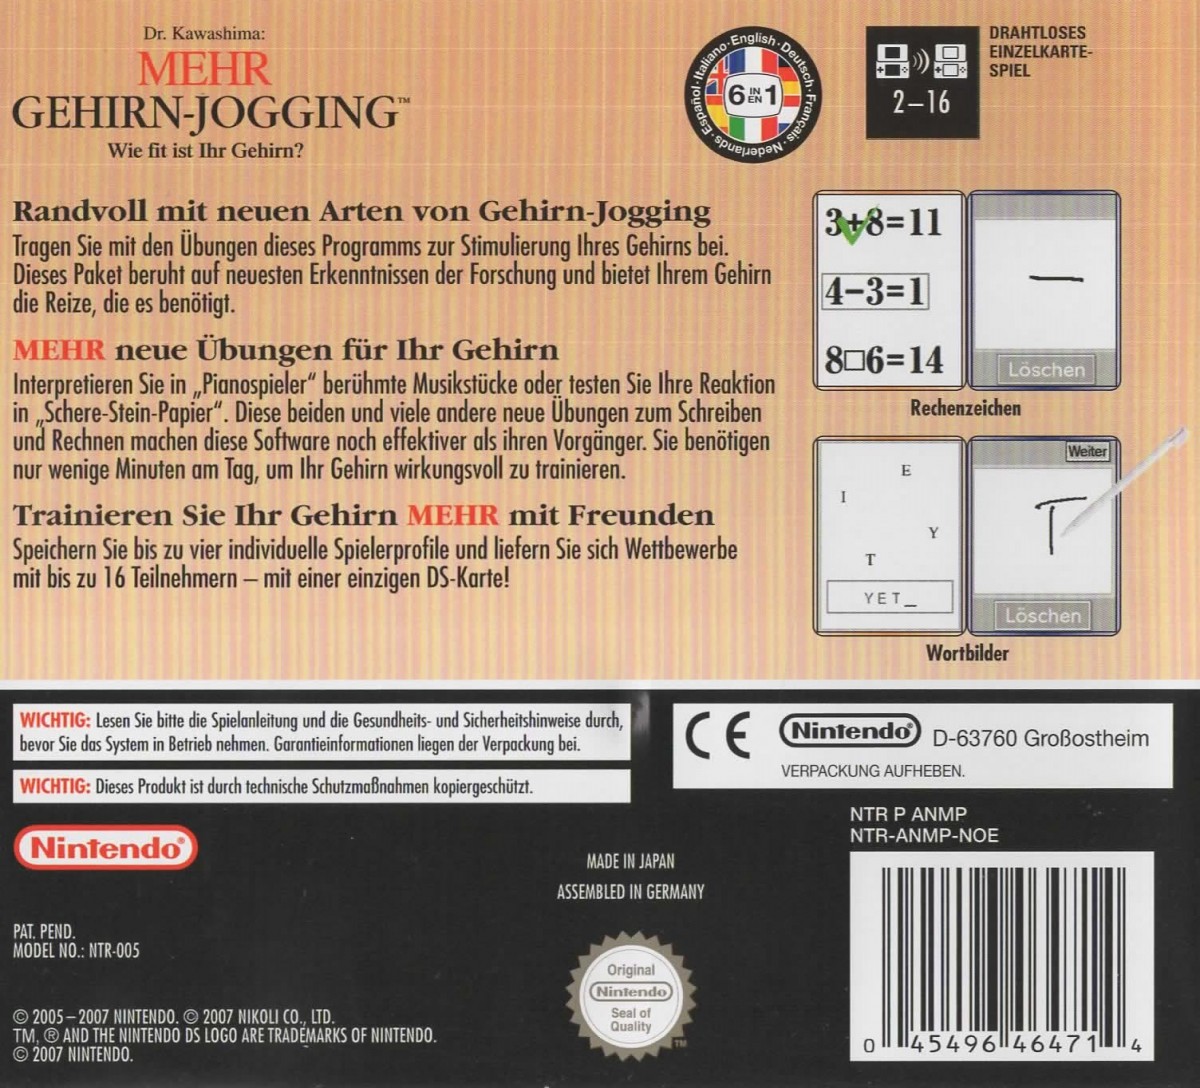 Dr. Kawashima:
MEHR
GEHIRN-JOGGING™
Wie fit ist Ihr Gehirn?
Italiano · English · Deutsch · Français · Nederlands · Español ·
6 IN EN 1
2–16
DRAHTLOSES
EINZELKARTE-
SPIEL
Randvoll mit neuen Arten von Gehirn-Jogging
Tragen Sie mit den Übungen dieses Programms zur Stimulierung Ihres Gehirns bei.
Dieses Paket beruht auf neuesten Erkenntnissen der Forschung und bietet Ihrem Gehirn
die Reize, die es benötigt.
MEHR neue Übungen für Ihr Gehirn
Interpretieren Sie in „Pianospieler“ berühmte Musikstücke oder testen Sie Ihre Reaktion
in „Schere-Stein-Papier“. Diese beiden und viele andere neue Übungen zum Schreiben
und Rechnen machen diese Software noch effektiver als ihren Vorgänger. Sie benötigen
nur wenige Minuten am Tag, um Ihr Gehirn wirkungsvoll zu trainieren.
Trainieren Sie Ihr Gehirn MEHR mit Freunden
Speichern Sie bis zu vier individuelle Spielerprofile und liefern Sie sich Wettbewerbe
mit bis zu 16 Teilnehmern – mit einer einzigen DS-Karte!
3+8=11
4−3=1
8□6=14
−
Löschen
Rechenzeichen
E
I
Y
T
YET_
Weiter
T
Löschen
Wortbilder
WICHTIG: Lesen Sie bitte die Spielanleitung und die Gesundheits- und Sicherheitshinweise durch,
bevor Sie das System in Betrieb nehmen. Garantieinformationen liegen der Verpackung bei.
WICHTIG: Dieses Produkt ist durch technische Schutzmaßnahmen kopiergeschützt.
CE
Nintendo® D-63760 Großostheim
VERPACKUNG AUFHEBEN.
NTR P ANMP
NTR-ANMP-NOE
Nintendo®
MADE IN JAPAN
ASSEMBLED IN GERMANY
PAT. PEND.
MODEL NO.: NTR-005
Original
Nintendo
Seal of
Quality
TM
© 2005 – 2007 NINTENDO. © 2007 NIKOLI CO., LTD.
TM, ® AND THE NINTENDO DS LOGO ARE TRADEMARKS OF NINTENDO.
© 2007 NINTENDO.
0 45496 46471 4